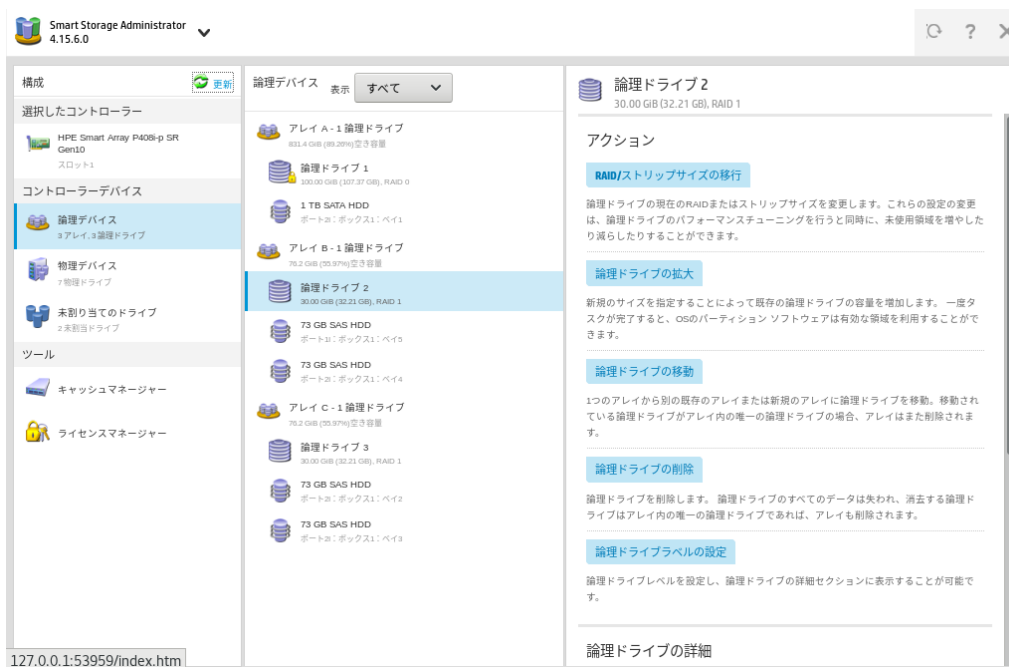 Smart Storage Administrator
4.15.6.0
?
構成
更新
選択したコントローラー
HPE Smart Array P408i-p SR
Gen10
スロット1
コントローラーデバイス
論理デバイス
3アレイ, 3論理ドライブ
物理デバイス
7物理ドライブ
未割り当てのドライブ
2未割当ドライブ
ツール
キャッシュマネージャー
ライセンスマネージャー
127.0.0.1:53959/index.htm
論理デバイス 表示 すべて
アレイ A - 1 論理ドライブ
831.4 GiB (89.26%)空き容量
論理ドライブ 1
100.00 GiB (107.37 GB), RAID 0
1 TB SATA HDD
ポート2I：ボックス1：ベイ1
アレイ B - 1 論理ドライブ
76.2 GiB (55.97%)空き容量
論理ドライブ 2
30.00 GiB (32.21 GB), RAID 1
73 GB SAS HDD
ポート1I：ボックス1：ベイ5
73 GB SAS HDD
ポート2I：ボックス1：ベイ4
アレイ C - 1 論理ドライブ
76.2 GiB (55.97%)空き容量
論理ドライブ 3
30.00 GiB (32.21 GB), RAID 1
73 GB SAS HDD
ポート2I：ボックス1：ベイ2
73 GB SAS HDD
ポート2I：ボックス1：ベイ3
論理ドライブ 2
30.00 GiB (32.21 GB), RAID 1
アクション
RAID/ストリップサイズの移行
論理ドライブの現在のRAIDまたはストリップサイズを変更します。これらの設定の変更
は、論理ドライブのパフォーマンスチューニングを行うと同時に、未使用領域を増やした
り減らしたりすることができます。
論理ドライブの拡大
新規のサイズを指定することによって既存の論理ドライブの容量を増加します。 一度タ
スクが完了すると、OSのパーティション ソフトウェアは有効な領域を利用することがで
きます。
論理ドライブの移動
1つのアレイから別の既存のアレイまたは新規のアレイに論理ドライブを移動。移動され
ている論理ドライブがアレイ内の唯一の論理ドライブの場合、アレイはまた削除されま
す。
論理ドライブの削除
論理ドライブを削除します。 論理ドライブのすべてのデータは失われ、消去する論理ド
ライブはアレイ内の唯一の論理ドライブであれば、アレイも削除されます。
論理ドライブラベルの設定
論理ドライブレベルを設定し、論理ドライブの詳細セクションに表示することが可能で
す。
論理ドライブの詳細